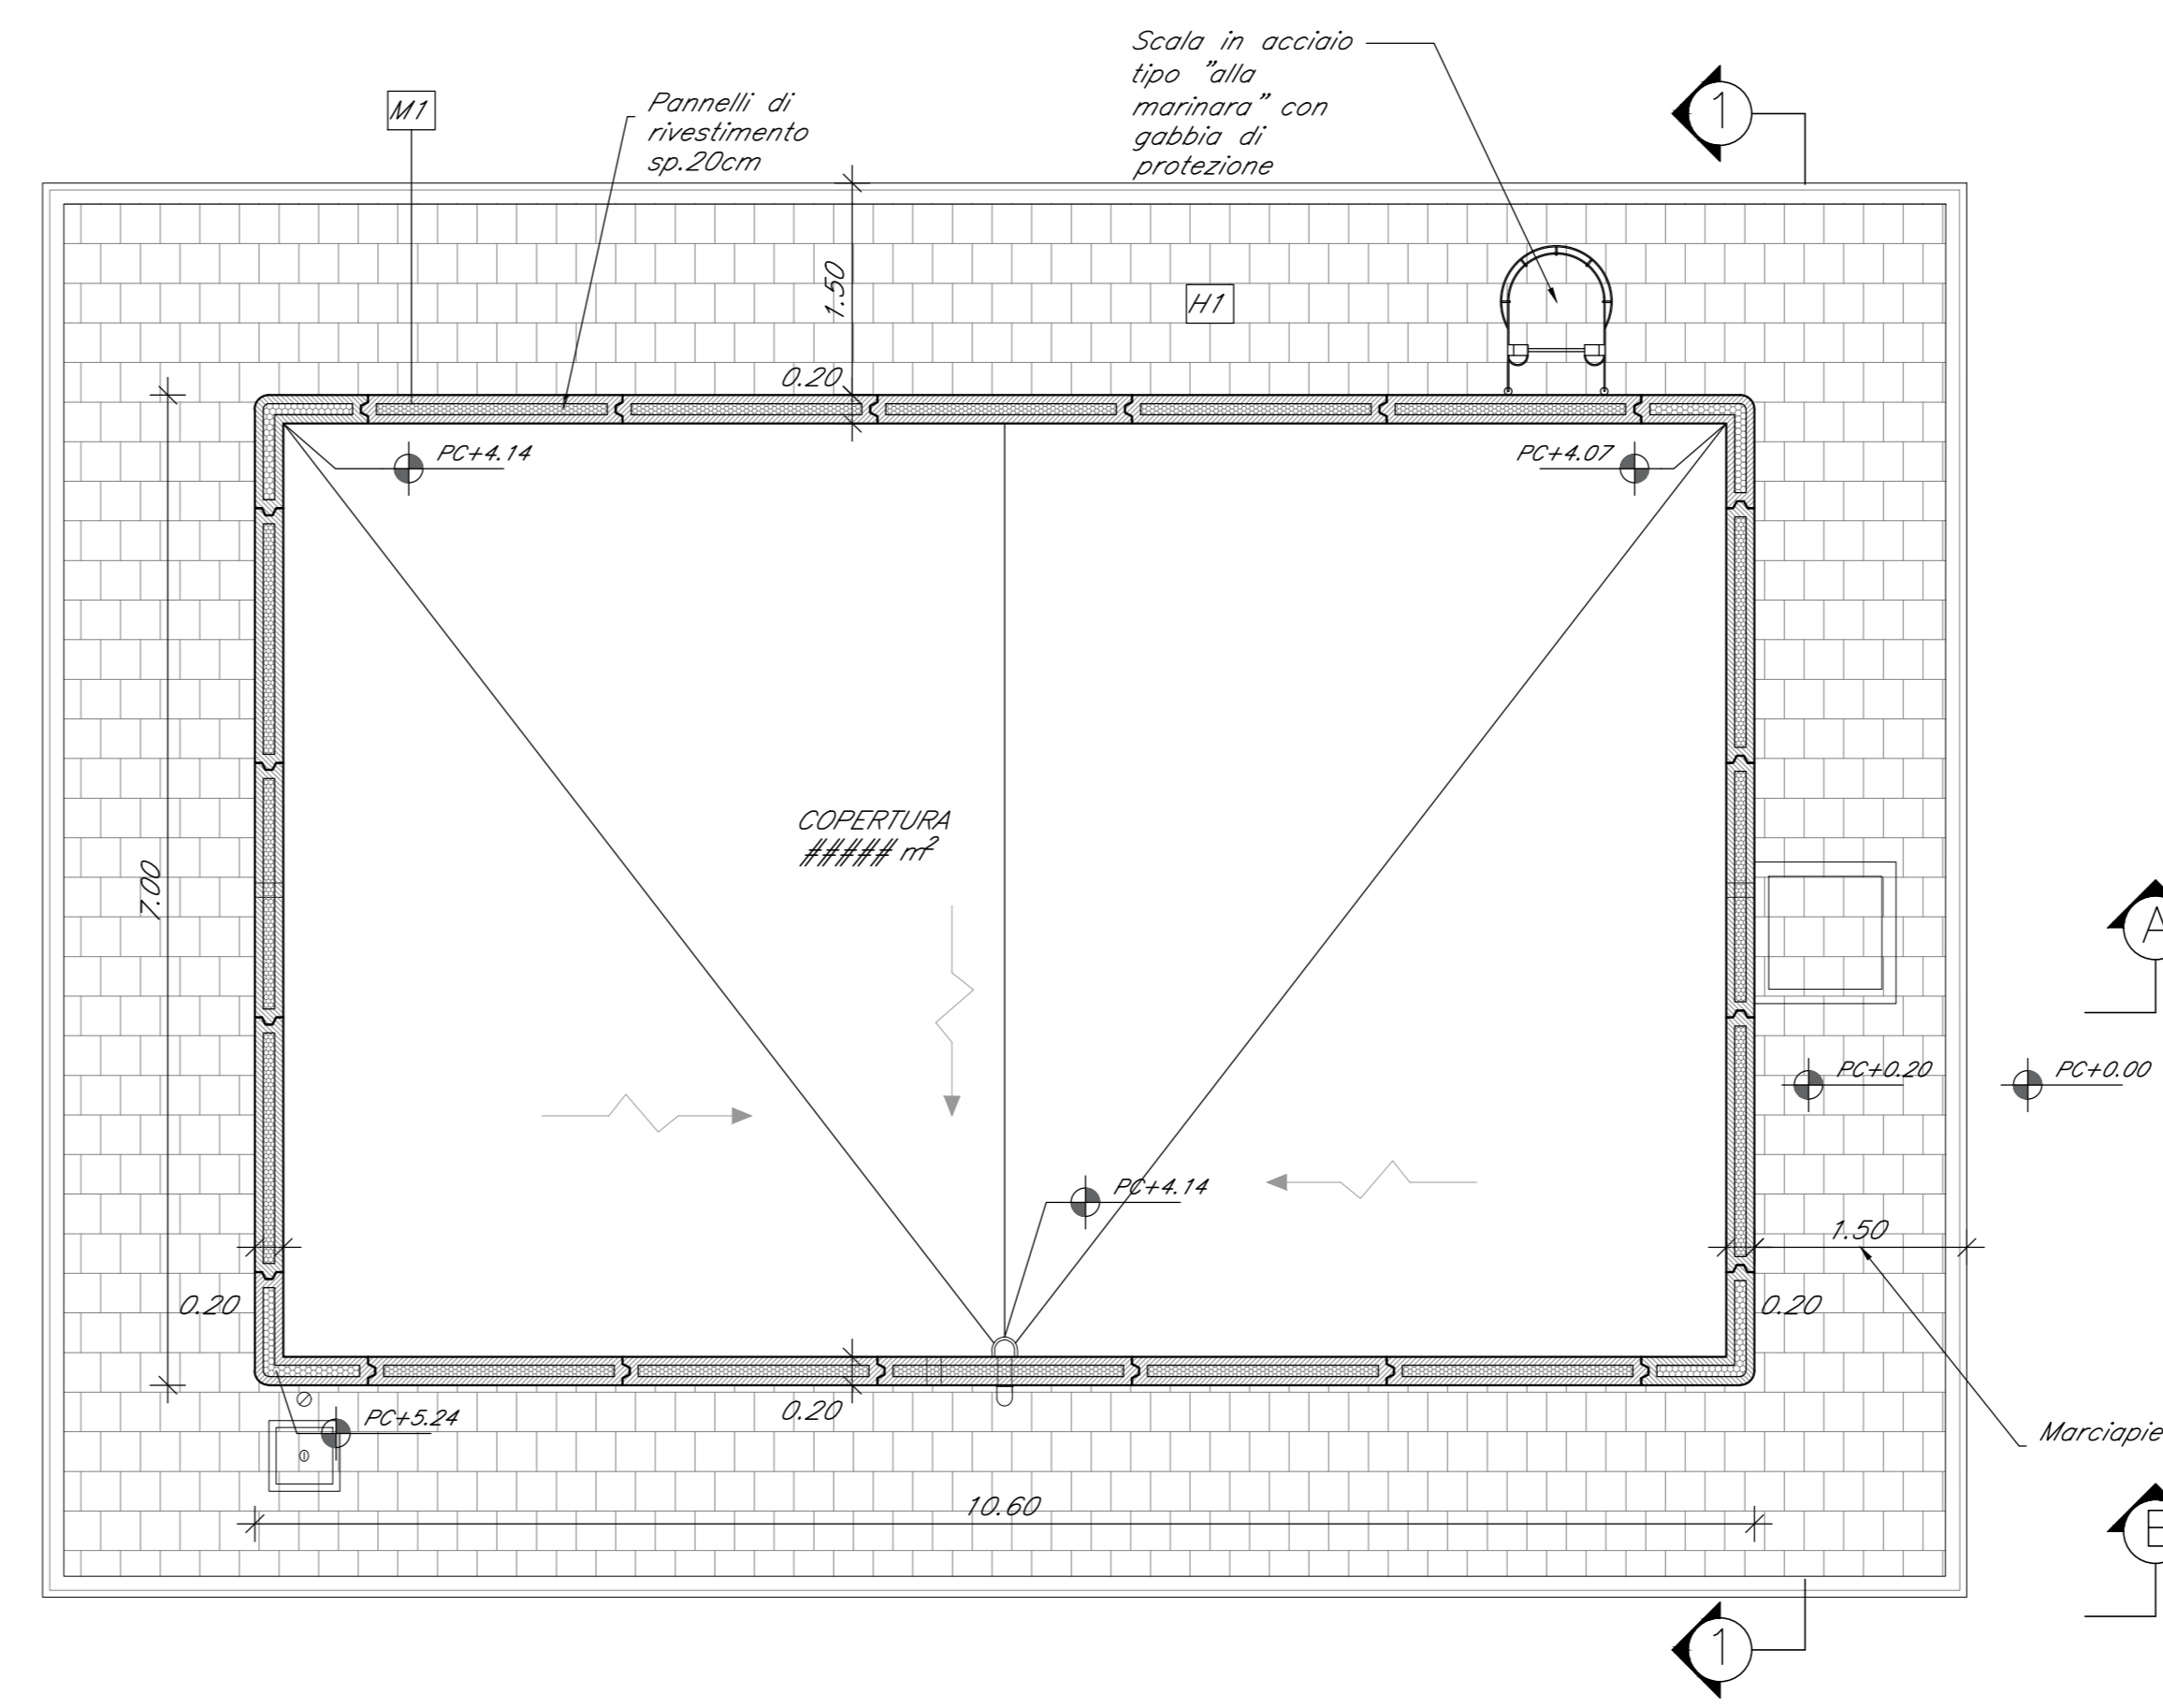 Scala in acciaio
tipo "alla
marinara" con
gabbia di
protezione
1
M1
Pannelli di
rivestimento
sp.20cm
1.50
H1
0.20
PC+4.14
PC+4.07
COPERTURA
##### m²
7.00
A
PC+0.20
PC+0.00
PC+4.14
1.50
0.20
0.20
0.20
PC+5.24
Marciapie
10.60
B
1